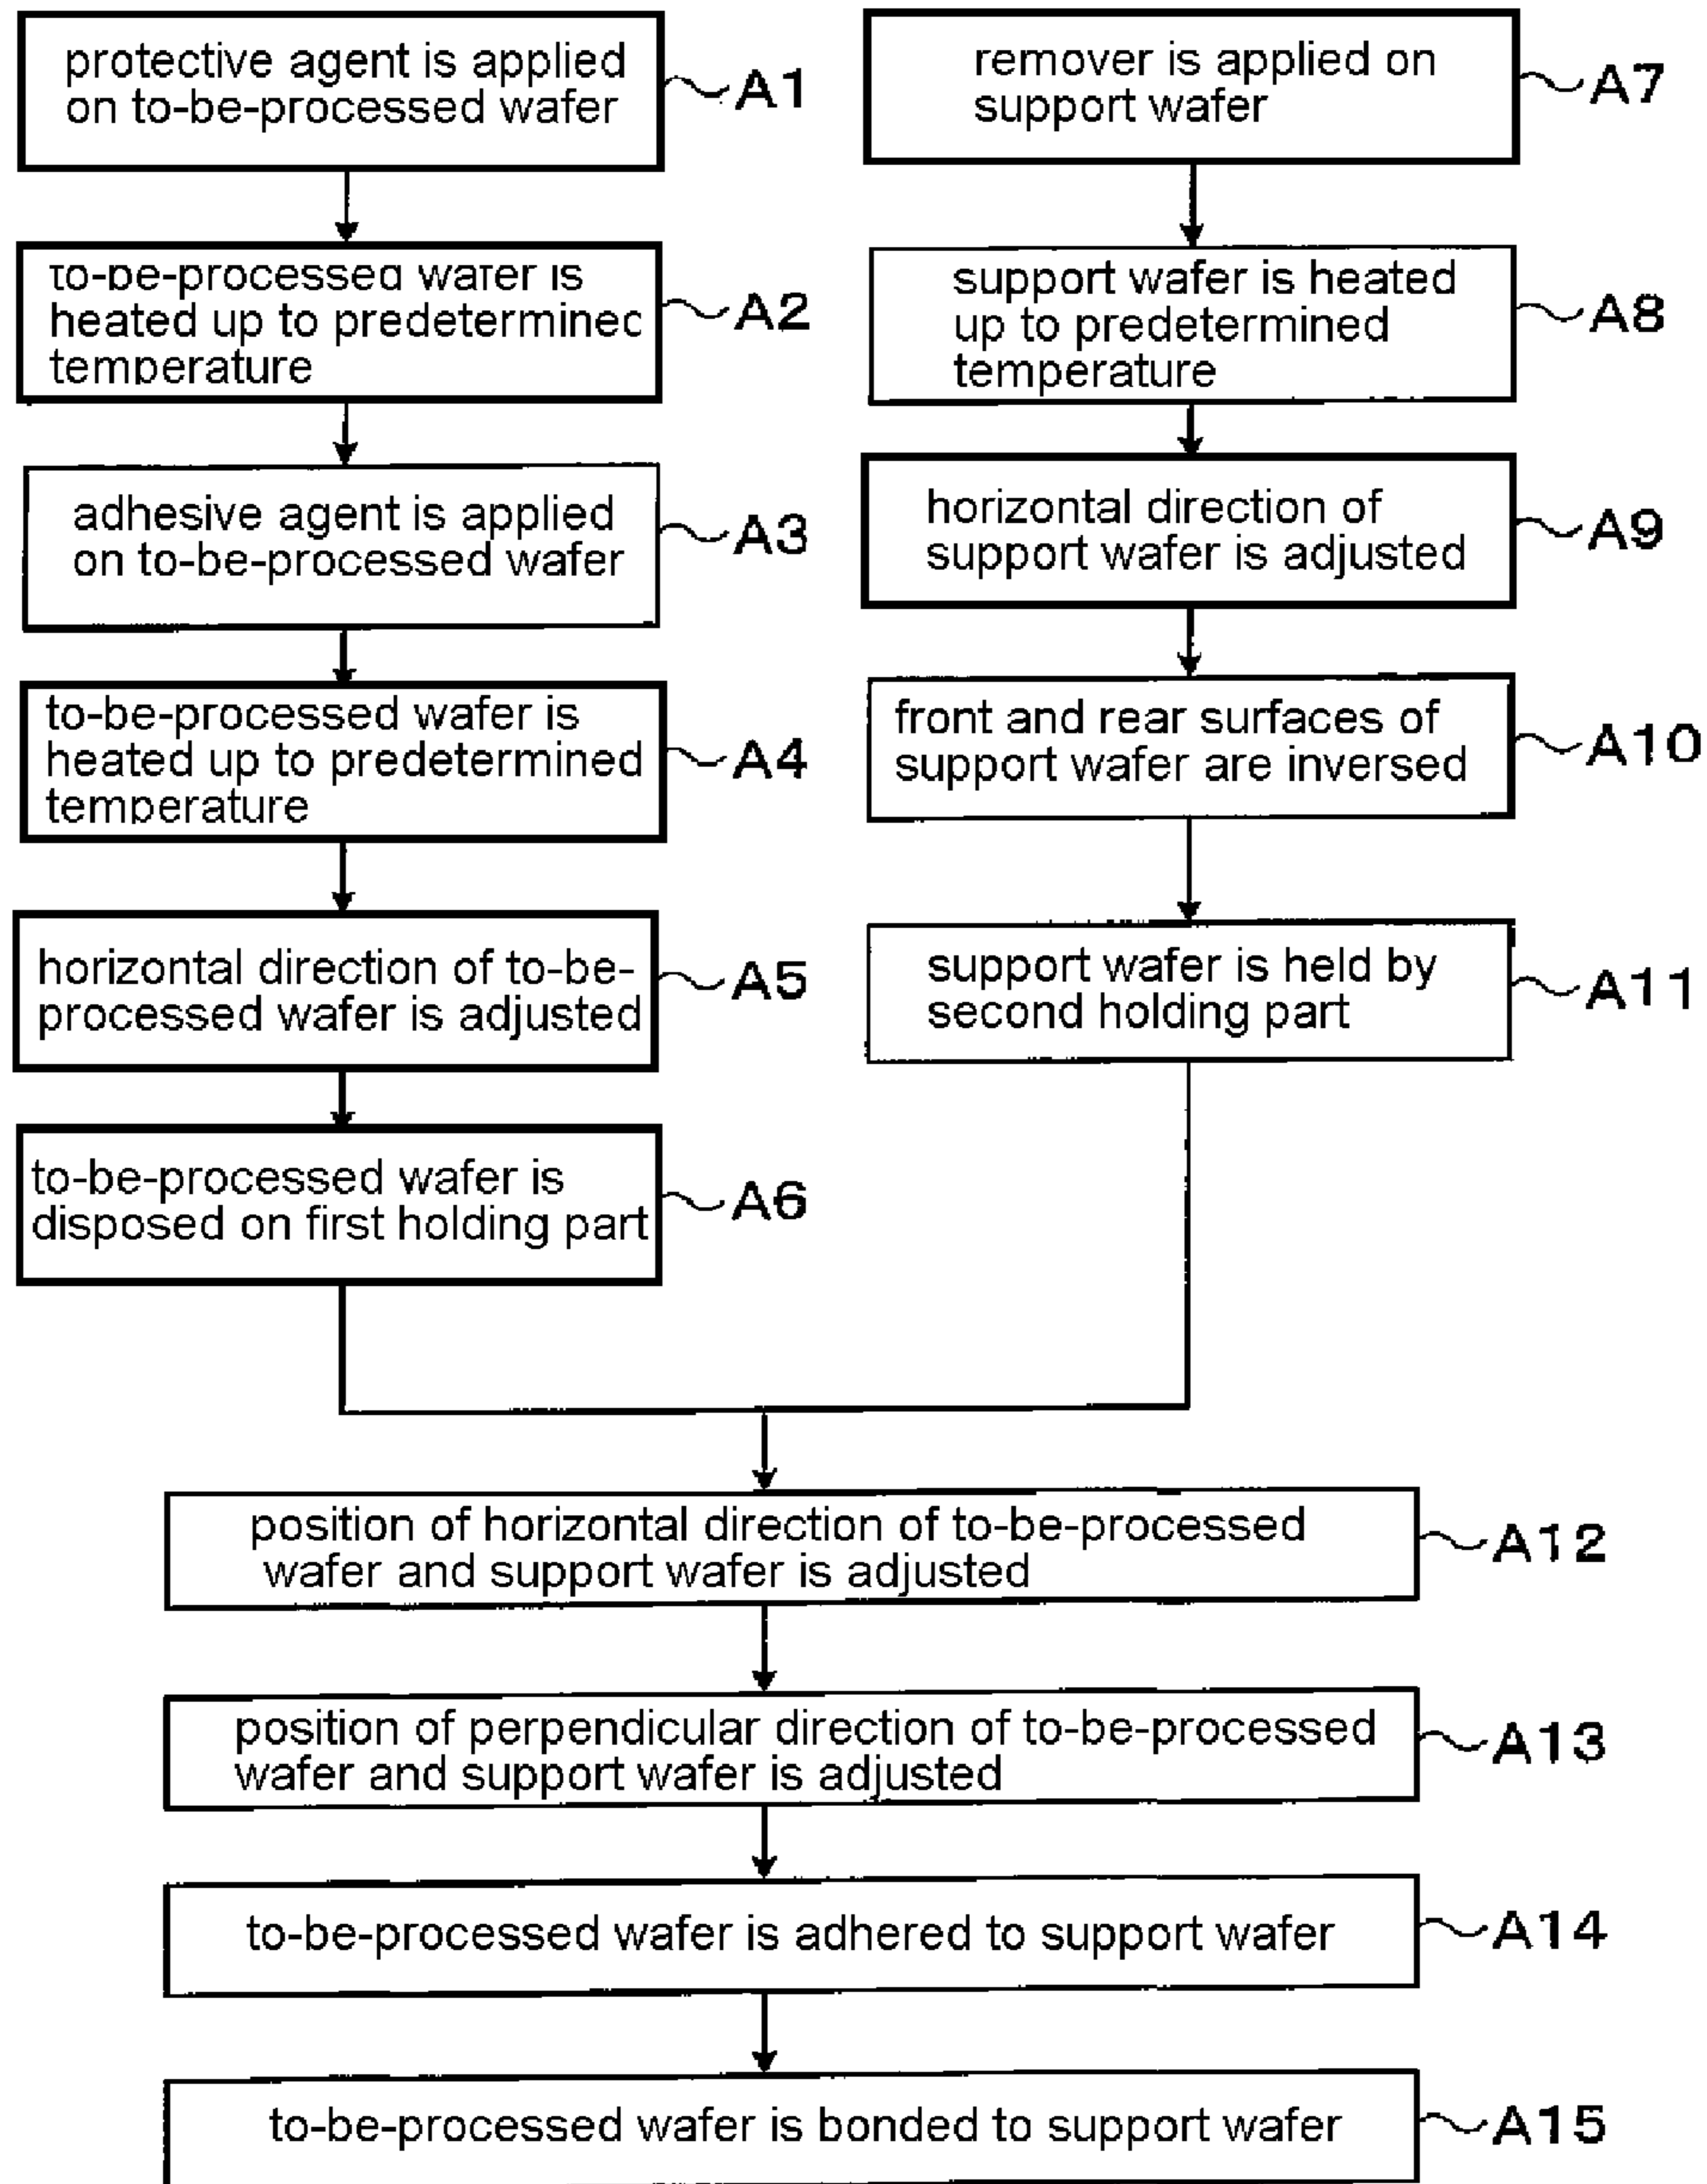 protective agent is applied
on to-be-processed wafer
A1
to-be-processed wafer is
heated up to predetermined
temperature
A2
adhesive agent is applied
on to-be-processed wafer
A3
to-be-processed wafer is
heated up to predetermined
temperature
A4
horizontal direction of to-be-
processed wafer is adjusted
A5
to-be-processed wafer is
disposed on first holding part
A6
remover is applied on
support wafer
A7
support wafer is heated
up to predetermined
temperature
A8
horizontal direction of
support wafer is adjusted
A9
front and rear surfaces of
support wafer are inversed
A10
support wafer is held by
second holding part
A11
position of horizontal direction of to-be-processed
wafer and support wafer is adjusted
A12
position of perpendicular direction of to-be-processed
wafer and support wafer is adjusted
A13
to-be-processed wafer is adhered to support wafer
A14
to-be-processed wafer is bonded to support wafer
A15